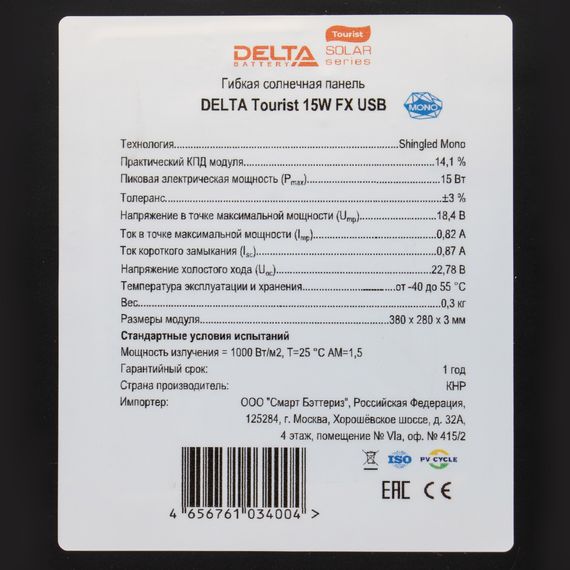 DELTA
BATTERY
Tourist
SOLAR
series
Гибкая солнечная панель
DELTA Tourist 15W FX USB
MONO
Технология Shingled Mono
Практический КПД модуля 14,1 %
Пиковая электрическая мощность (Pmax) 15 Вт
Толеранс ±3 %
Напряжение в точке максимальной мощности (Ump) 18,4 В
Ток в точке максимальной мощности (Imp) 0,82 А
Ток короткого замыкания (Isc) 0,87 А
Напряжение холостого хода (Uoc) 22,78 В
Температура эксплуатации и хранения от -40 до 55 °С
Вес 0,3 кг
Размеры модуля 380 x 280 x 3 мм
Стандартные условия испытаний
Мощность излучения = 1000 Вт/м2, T=25 °C AM=1,5
Гарантийный срок: 1 год
Страна производитель: КНР
Импортер: ООО "Смарт Бэттериз", Российская Федерация,
125284, г. Москва, Хорошёвское шоссе, д. 32А,
4 этаж, помещение № VIa, оф. № 415/2
ISO PV CYCLE
EAC CE
4 656761 034004 >